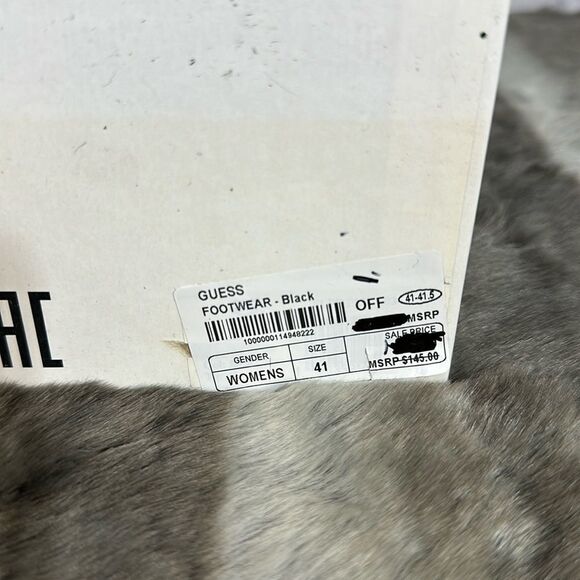 AC
GUESS
FOOTWEAR - Black
1000000114948222
OFF
41-41.5
MSRP
GENDER
SIZE
SALE PRICE
WOMENS
41
MSRP $145.00